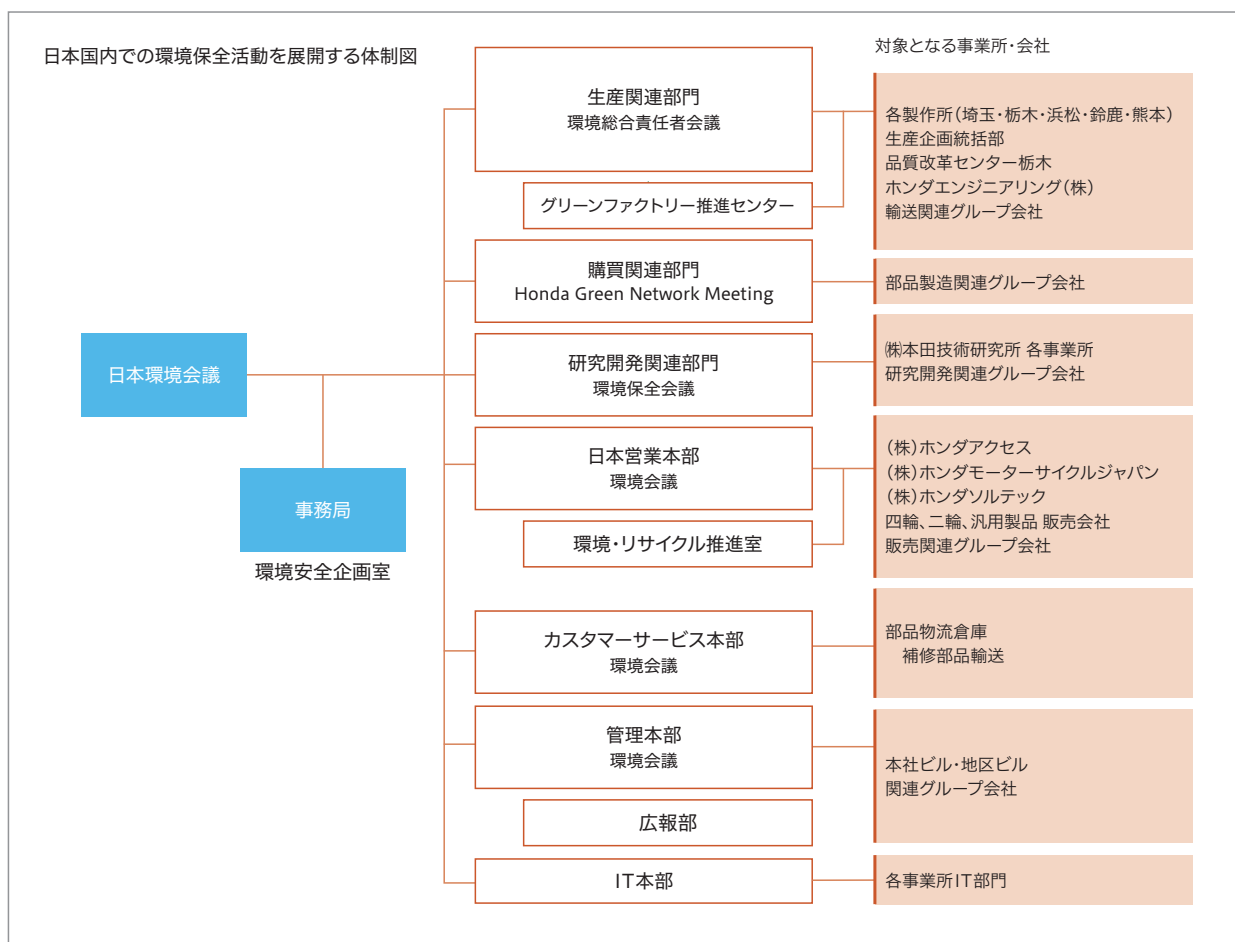 日本国内での環境保全活動を展開する体制図
対象となる事業所・会社
生産関連部門
環境総合責任者会議
グリーンファクトリー推進センター
各製作所(埼玉・栃木・浜松・鈴鹿・熊本)
生産企画統括部
品質改革センター栃木
ホンダエンジニアリング(株)
輸送関連グループ会社
購買関連部門
Honda Green Network Meeting
部品製造関連グループ会社
日本環境会議
事務局
環境安全企画室
研究開発関連部門
環境保全会議
㈱本田技術研究所 各事業所
研究開発関連グループ会社
日本営業本部
環境会議
環境・リサイクル推進室
(株)ホンダアクセス
(株)ホンダモーターサイクルジャパン
(株)ホンダソルテック
四輪、二輪、汎用製品 販売会社
販売関連グループ会社
カスタマーサービス本部
環境会議
部品物流倉庫
補修部品輸送
管理本部
環境会議
広報部
本社ビル・地区ビル
関連グループ会社
IT本部
各事業所IT部門